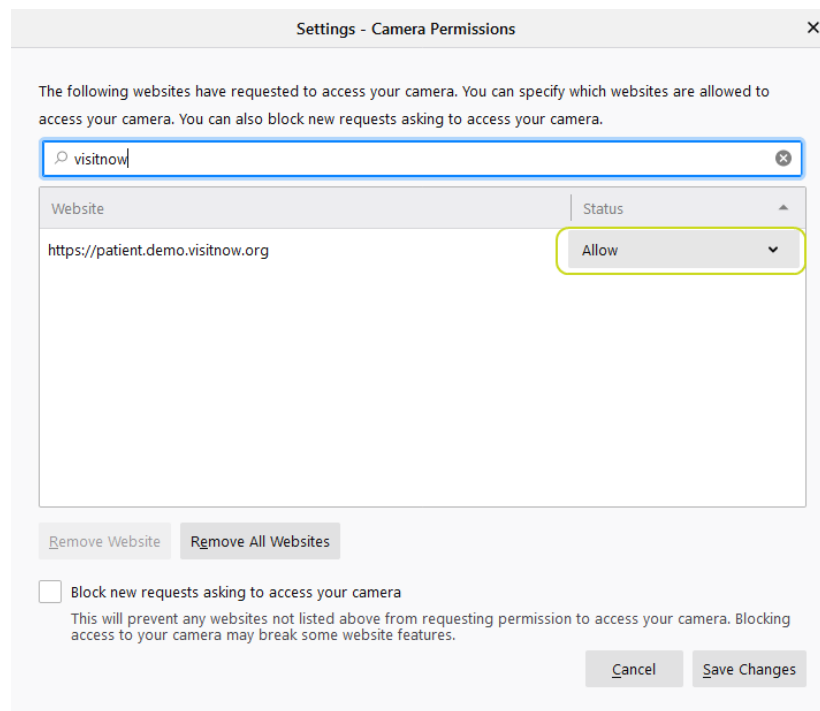 Settings - Camera Permissions
The following websites have requested to access your camera. You can specify which websites are allowed to
access your camera. You can also block new requests asking to access your camera.
visitnow
Website Status
https://patient.demo.visitnow.org Allow
Remove Website Remove All Websites
Block new requests asking to access your camera
This will prevent any websites not listed above from requesting permission to access your camera. Blocking
access to your camera may break some website features.
Cancel Save Changes